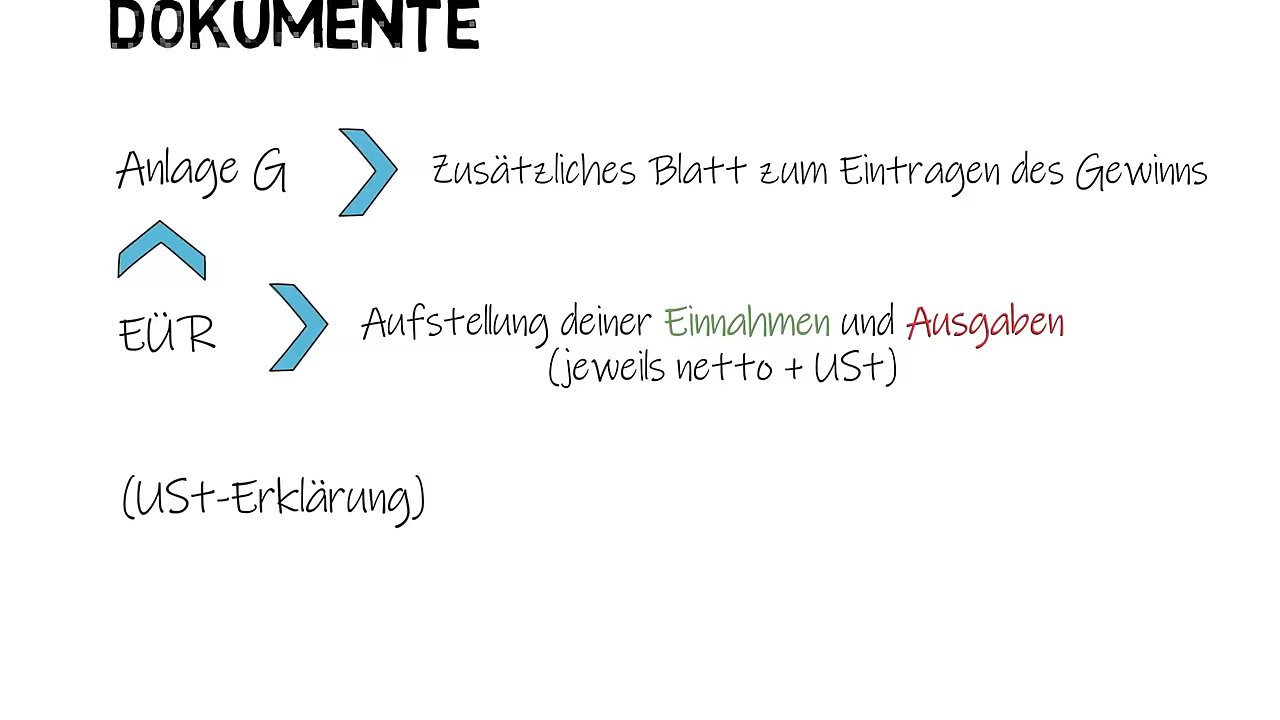 DOKUMENTE
Anlage G
Zusätzliches Blatt zum Eintragen des Gewinns
EÜR
Aufstellung deiner Einnahmen und Ausgaben
(jeweils netto + USt)
(USt-Erklärung)